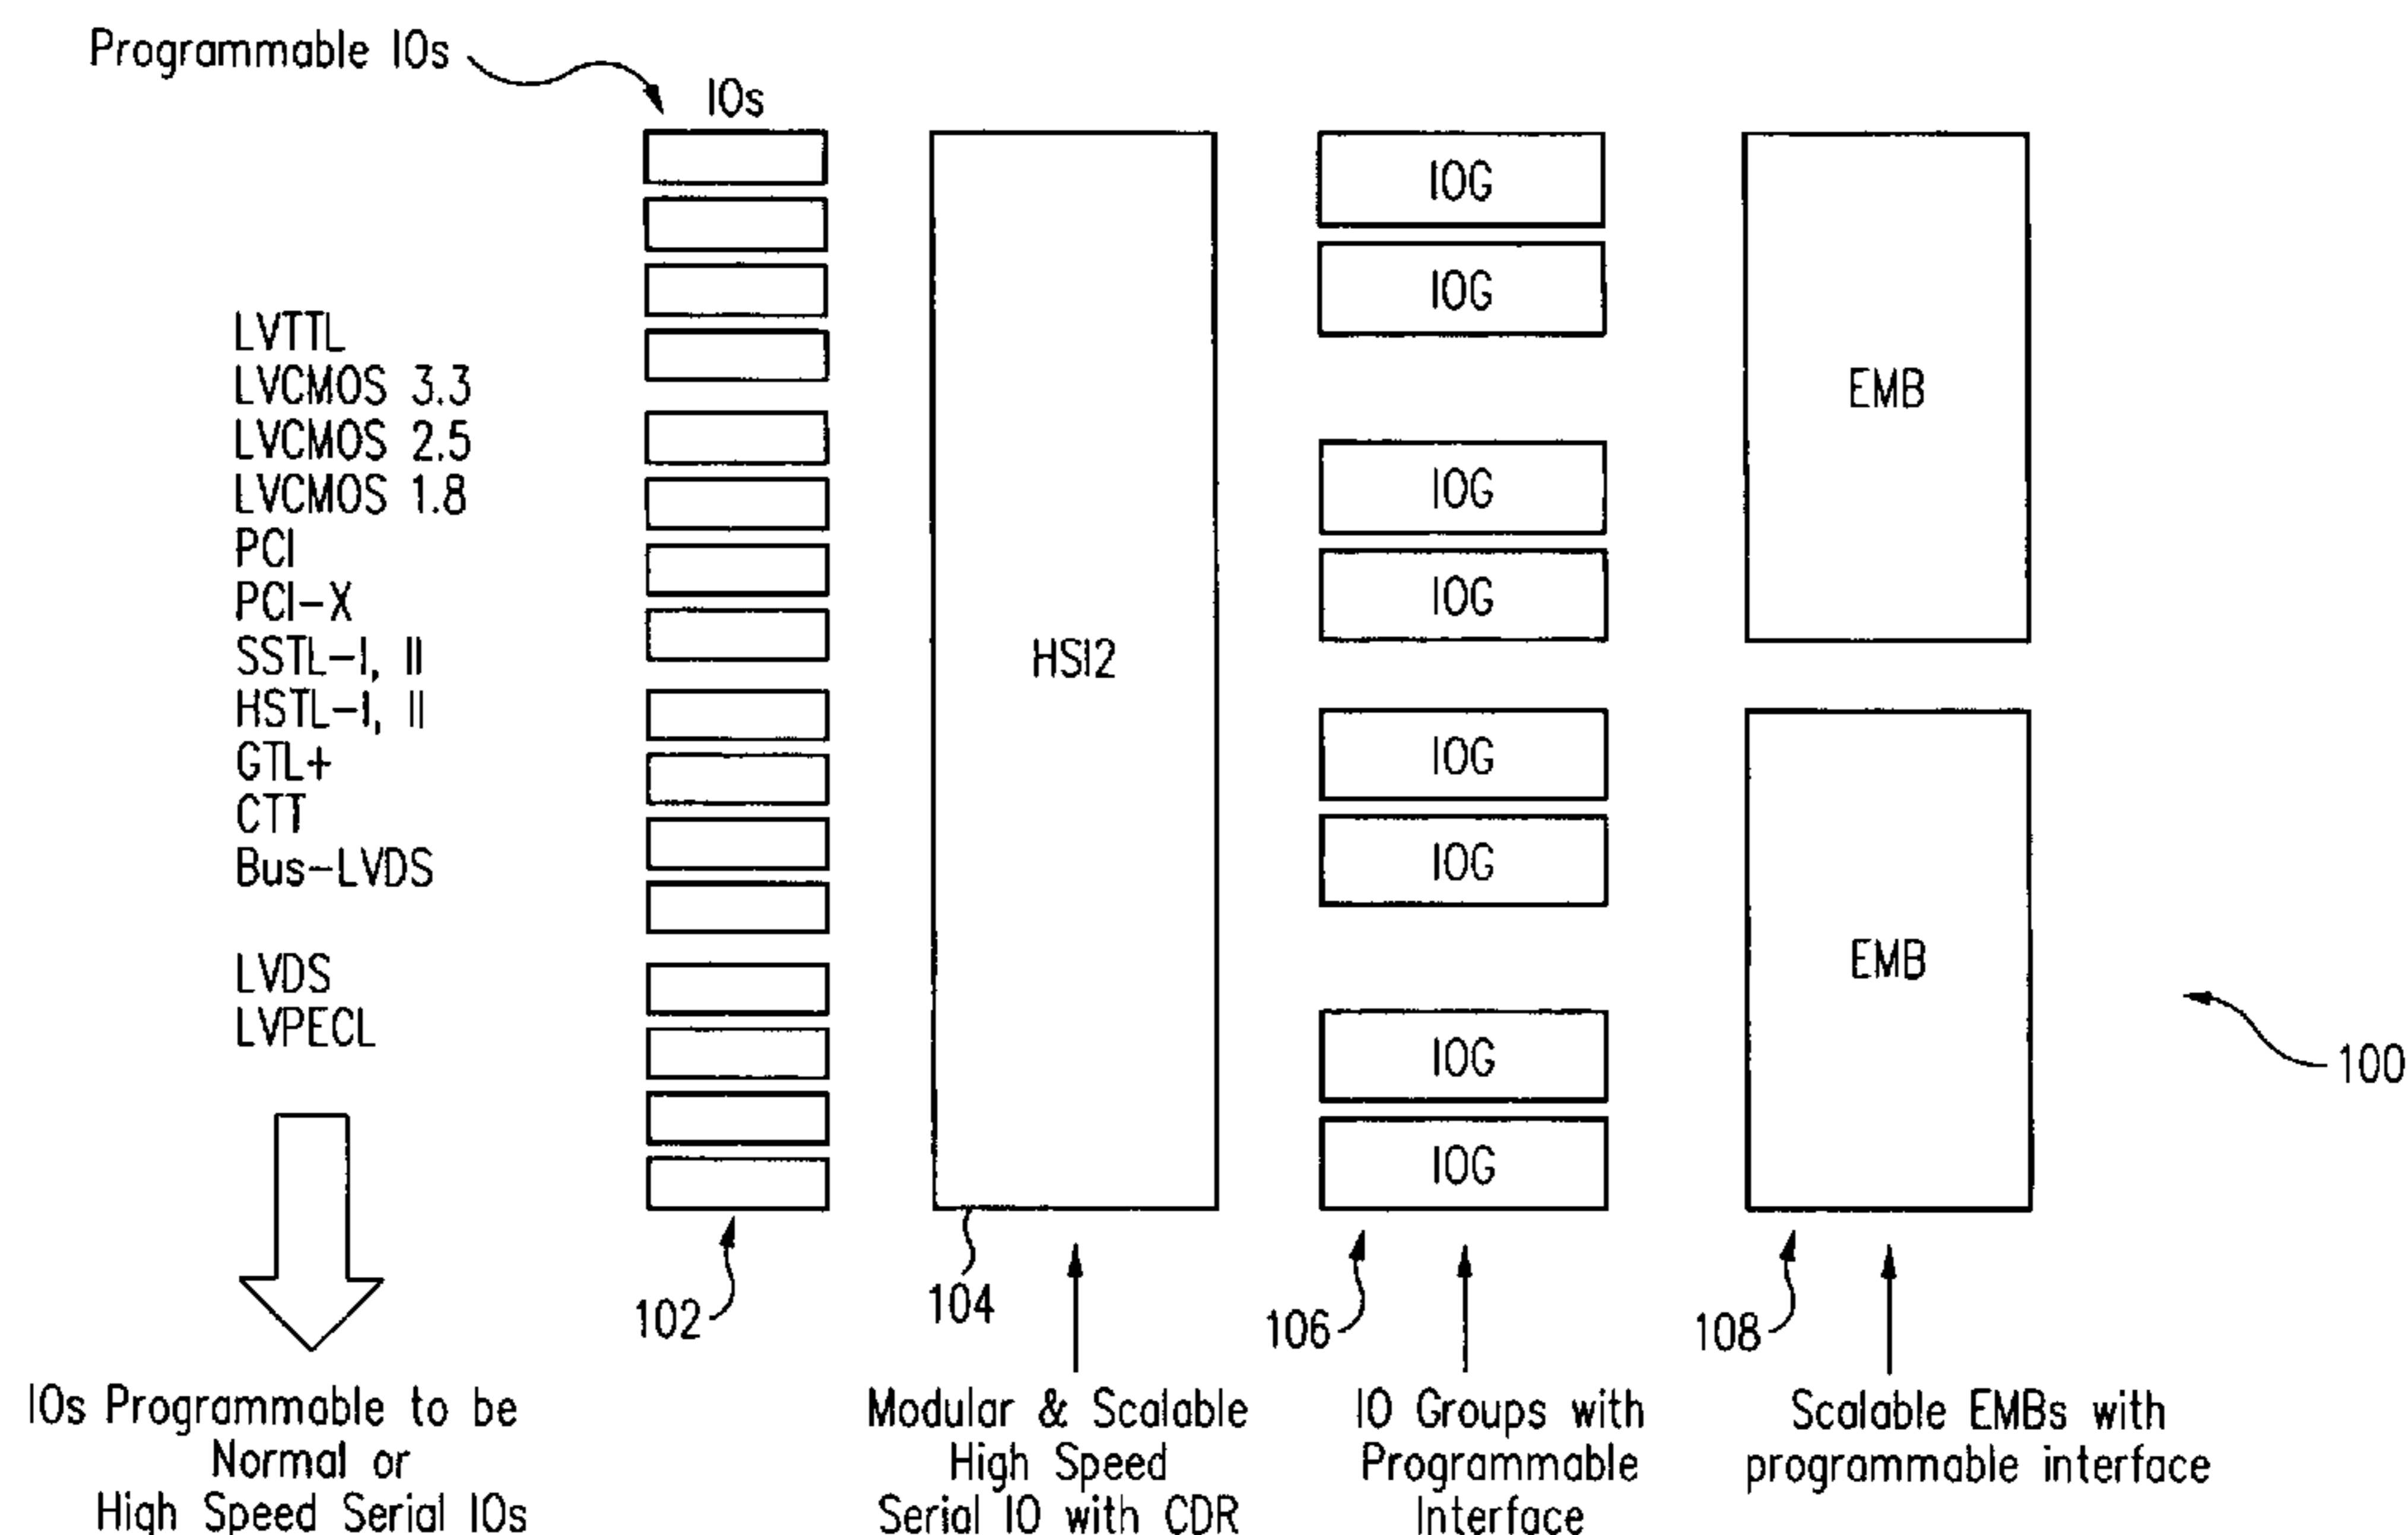 Programmable IOs
IOs
LVTTL
LVCMOS 3.3
LVCMOS 2.5
LVCMOS 1.8
PCI
PCI-X
SSTL-I, II
HSTL-I, II
GTL+
CTT
Bus-LVDS
LVDS
LVPECL
IOs Programmable to be
Normal or
High Speed Serial IOs
102
HSI2
104
Modular & Scalable
High Speed
Serial IO with CDR
IOG
IOG
IOG
IOG
IOG
IOG
IOG
IOG
106
IO Groups with
Programmable
Interface
EMB
EMB
108
Scalable EMBs with
programmable interface
100